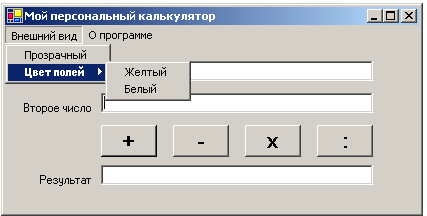 Мой персональный калькулятор
Внешний вид О программе
Прозрачный
Цвет полей Желтый
Белый
Второе число
+ - x :
Результат